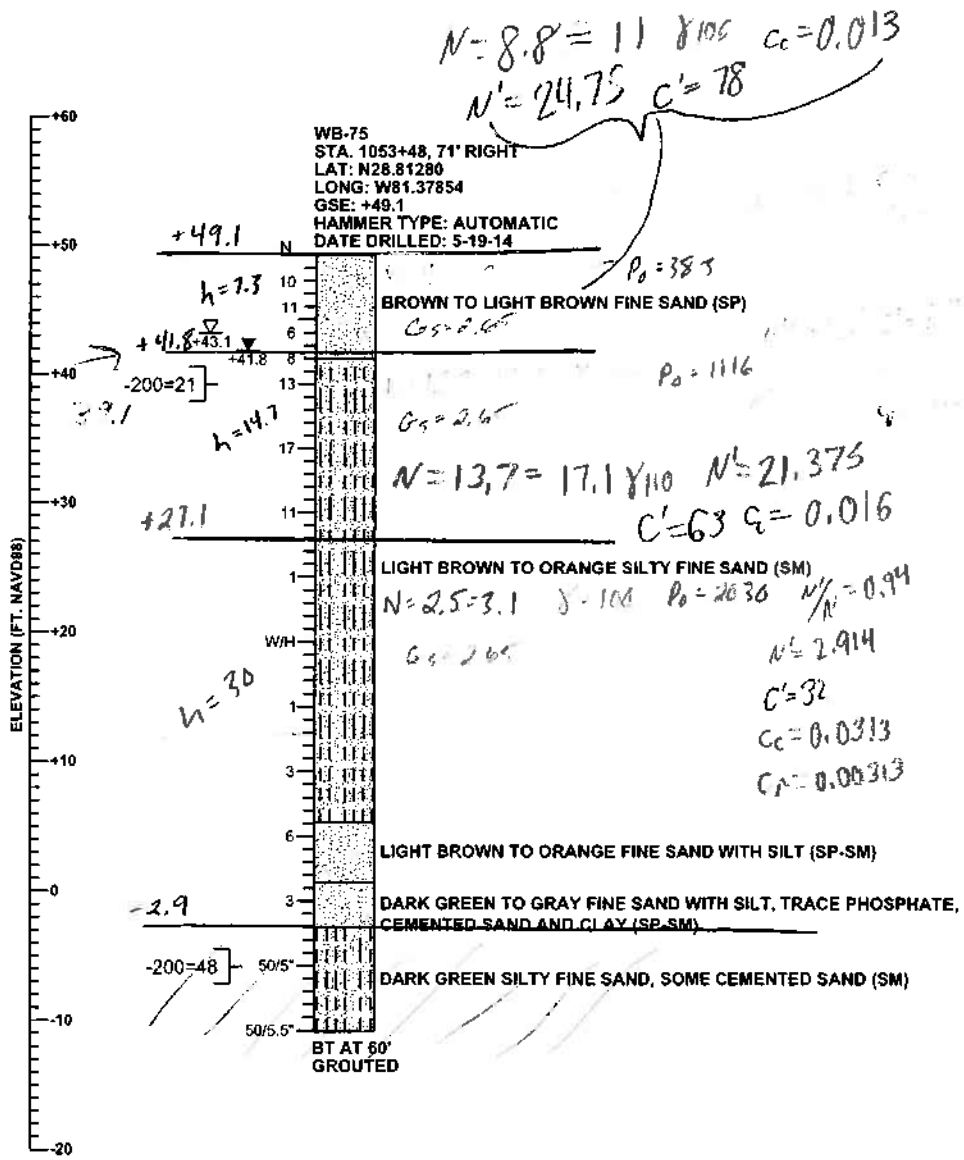 N=8.8=11 γ105 Cc=0.013
N'=24.75 C'=78
+60
WB-75
STA. 1053+48, 71' RIGHT
LAT: N28.81280
LONG: W81.37854
GSE: +49.1
HAMMER TYPE: AUTOMATIC
DATE DRILLED: 5-19-14
+49.1
+50
N
10
P₀=383
h=7.3
BROWN TO LIGHT BROWN FINE SAND (SP)
11
Gs=2.65
6
+41.8
+43.1
+41.8
8
+40
P₀=1116
-200=21
13
h=14.7
Gs=2.65
17
N=13.7=17.1 γ110 N'=21.375
+30
C'=63 Cc=0.016
11
+27.1
ELEVATION (FT. NAVD88)
LIGHT BROWN TO ORANGE SILTY FINE SAND (SM)
1
N=2.5=3.1 γ=100 P₀=2030 N'/N=0.94
+20
W/H
Gs=2.65
N'=2.914
h=30
C'=32
1
Cc=0.0313
+10
3
Cr=0.00313
6
LIGHT BROWN TO ORANGE FINE SAND WITH SILT (SP-SM)
0
-2.9
3
DARK GREEN TO GRAY FINE SAND WITH SILT, TRACE PHOSPHATE,
CEMENTED SAND AND CLAY (SP-SM)
-200=48
50/5"
DARK GREEN SILTY FINE SAND, SOME CEMENTED SAND (SM)
-10
50/5.5"
BT AT 60'
GROUTED
-20